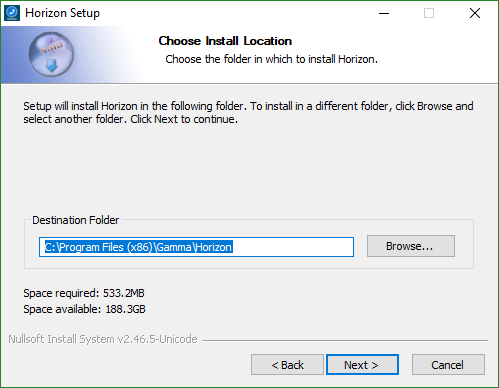 Horizon Setup
Choose Install Location
Choose the folder in which to install Horizon.
Setup will install Horizon in the following folder. To install in a different folder, click Browse and
select another folder. Click Next to continue.
Destination Folder
C:\Program Files (x86)\Gamma\Horizon
Browse...
Space required: 533.2MB
Space available: 188.3GB
Nullsoft Install System v2.46.5-Unicode
< Back
Next >
Cancel